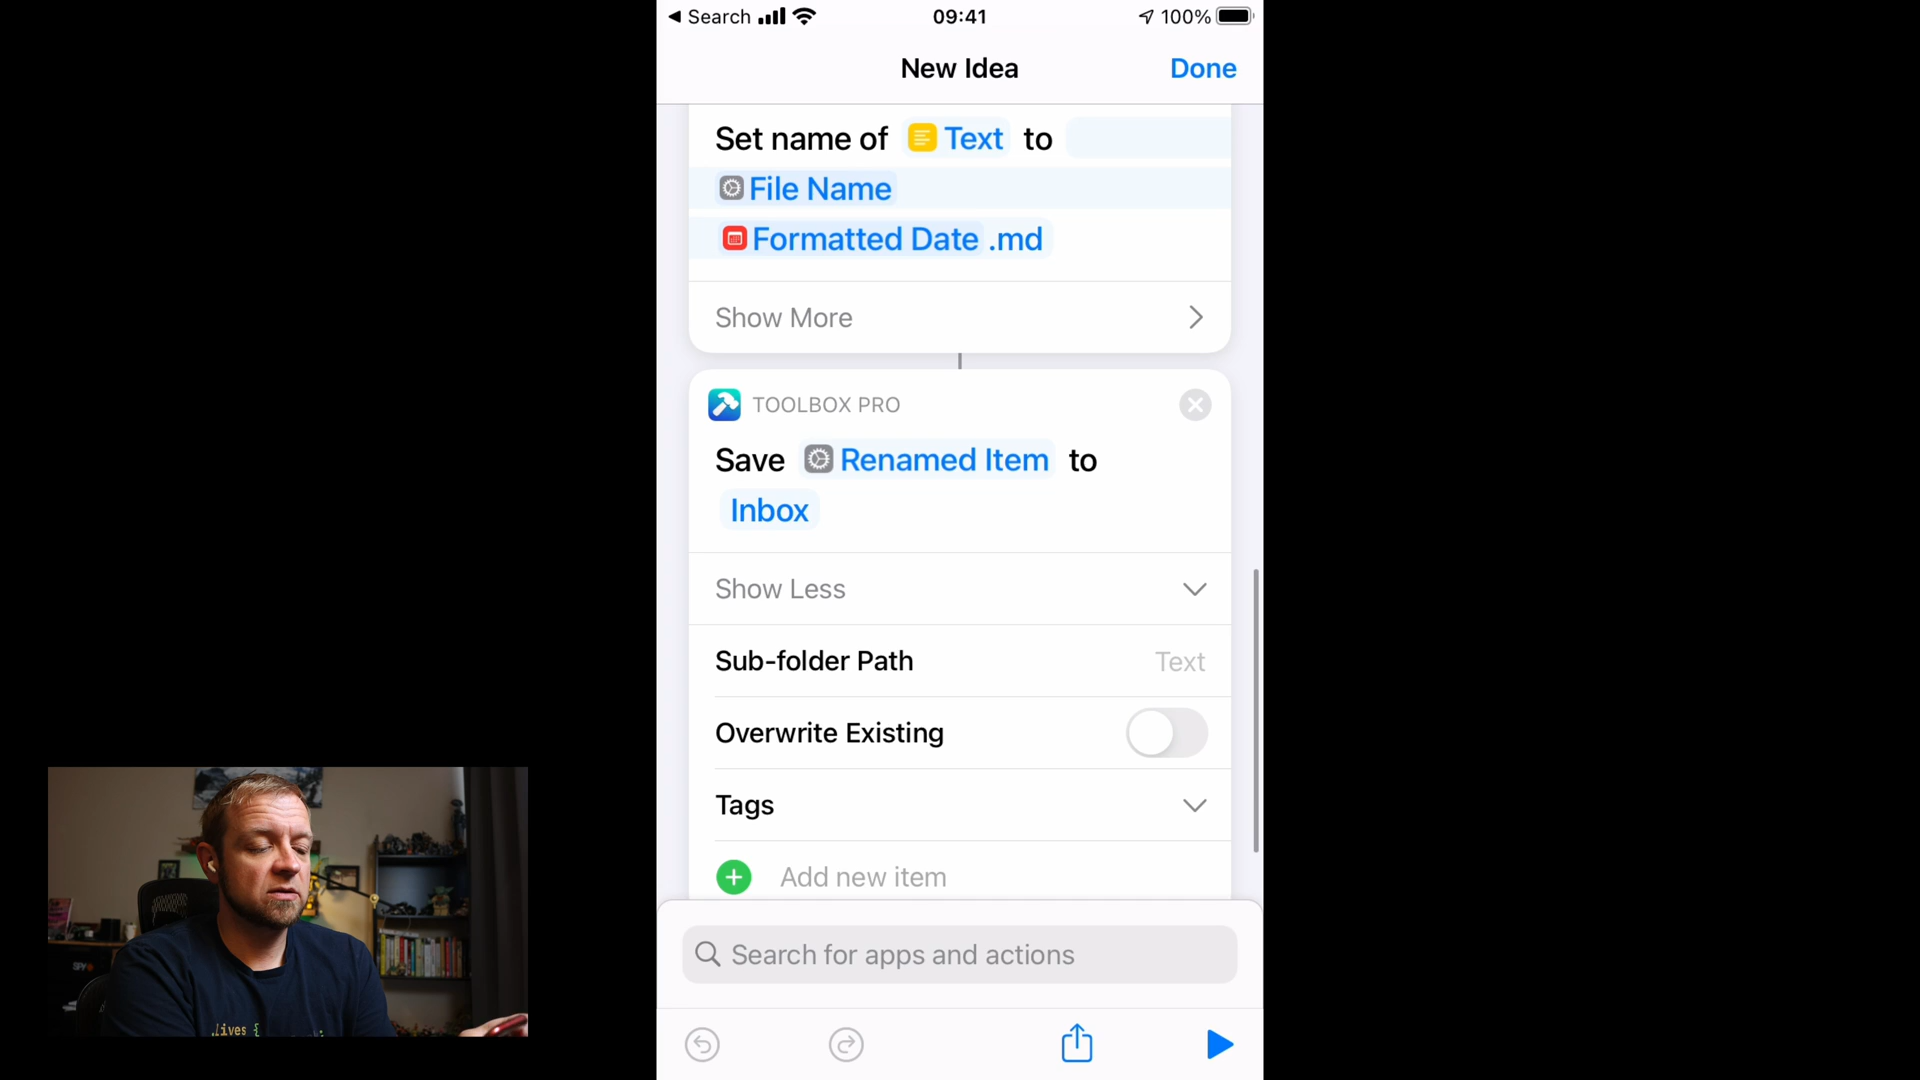 Search
09:41
100%
New Idea
Done
Set name of Text to
File Name
Formatted Date .md
Show More
TOOLBOX PRO
Save Renamed Item to
Inbox
Show Less
Sub-folder Path
Text
Overwrite Existing
Tags
Add new item
Search for apps and actions
.lives {